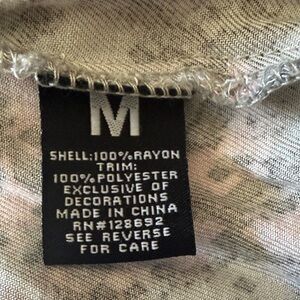 M
SHELL:100%RAYON
TRIM:
100%POLYESTER
EXCLUSIVE OF
DECORATIONS
MADE IN CHINA
RN#128692
SEE REVERSE
FOR CARE